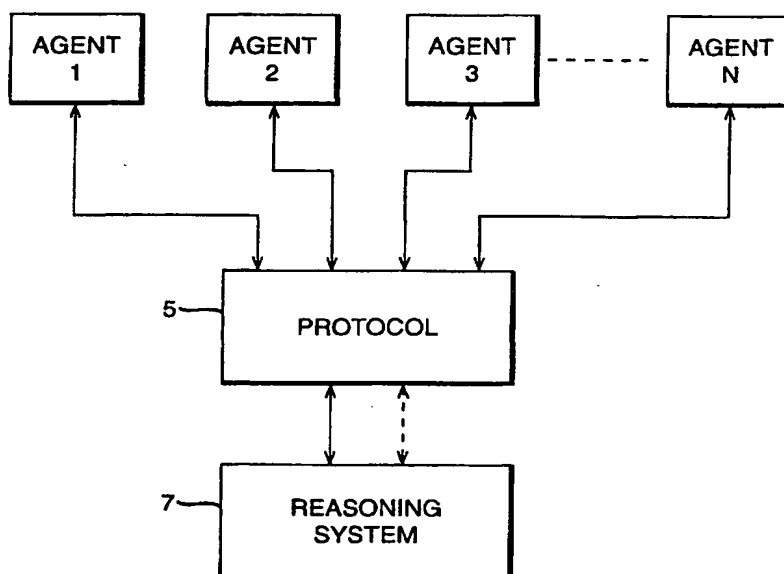 AGENT
1
AGENT
2
AGENT
3
AGENT
N
5
PROTOCOL
7
REASONING
SYSTEM